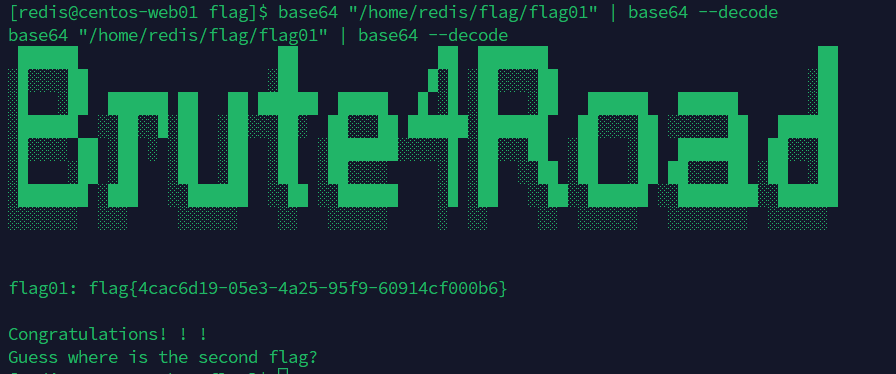 [redis@centos-web01 flag]$ base64 "/home/redis/flag/flag01" | base64 --decode
base64 "/home/redis/flag/flag01" | base64 --decode
Brute4Road
flag01: flag{4cac6d19-05e3-4a25-95f9-60914cf000b6}
Congratulations! ! !
Guess where is the second flag?